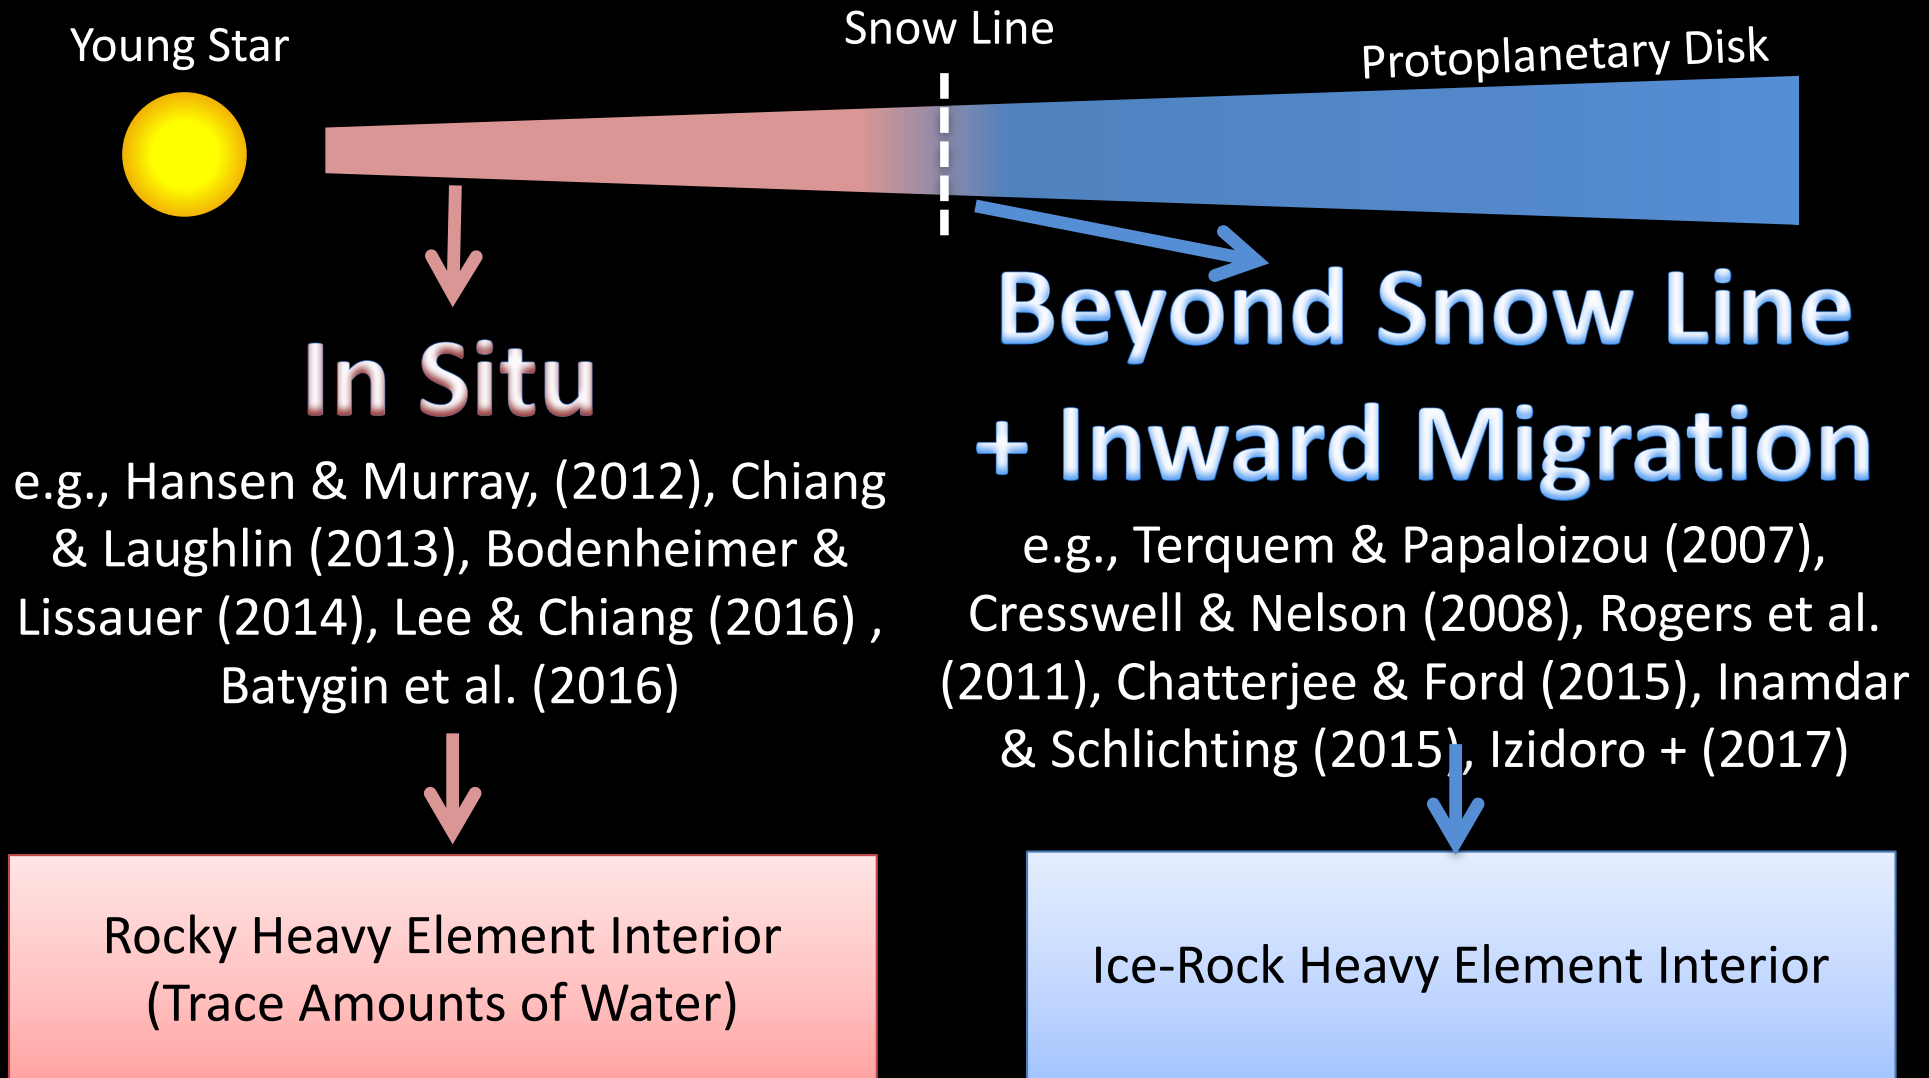 Young Star
Snow Line
Protoplanetary Disk
In Situ
e.g., Hansen & Murray, (2012), Chiang
& Laughlin (2013), Bodenheimer &
Lissauer (2014), Lee & Chiang (2016) ,
Batygin et al. (2016)
Rocky Heavy Element Interior
(Trace Amounts of Water)
Beyond Snow Line
+ Inward Migration
e.g., Terquem & Papaloizou (2007),
Cresswell & Nelson (2008), Rogers et al.
(2011), Chatterjee & Ford (2015), Inamdar
& Schlichting (2015), Izidoro + (2017)
Ice-Rock Heavy Element Interior